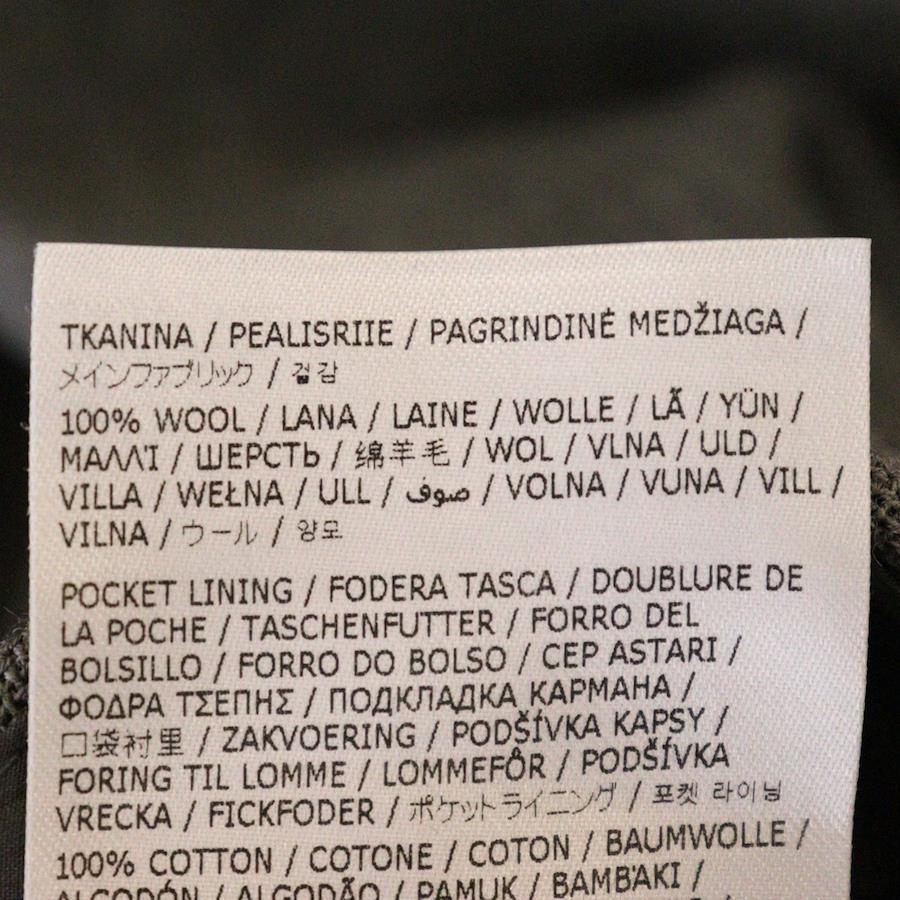 TKANINA / PEALISRIIE / PAGRINDINĖ MEDŽIAGA /
メインファブリック / 겉감
100% WOOL / LANA / LAINE / WOLLE / LÃ / YÜN /
ΜΑΛΛΊ / ШЕРСТЬ / 绵羊毛 / WOL / VLNA / ULD /
VILLA / WEŁNA / ULL / صوف / VOLNA / VUNA / VILL /
VILNA / ウール / 양모
POCKET LINING / FODERA TASCA / DOUBLURE DE
LA POCHE / TASCHENFUTTER / FORRO DEL
BOLSILLO / FORRO DO BOLSO / CEP ASTARI /
ΦΟΔΡΑ ΤΣΕΠΗΣ / ПОДКЛАДКА КАРМАНА /
口袋衬里 / ZAKVOERING / PODŠÍVKA KAPSY /
FORING TIL LOMME / LOMMEFÔR / PODŠÍVKA
VRECKA / FICKFODER / ポケットライニング / 포켓 라이닝
100% COTTON / COTONE / COTON / BAUMWOLLE /
ALGODÓN / ALGODÃO / PAMUK / ΒΑΜΒΆΚΙ /